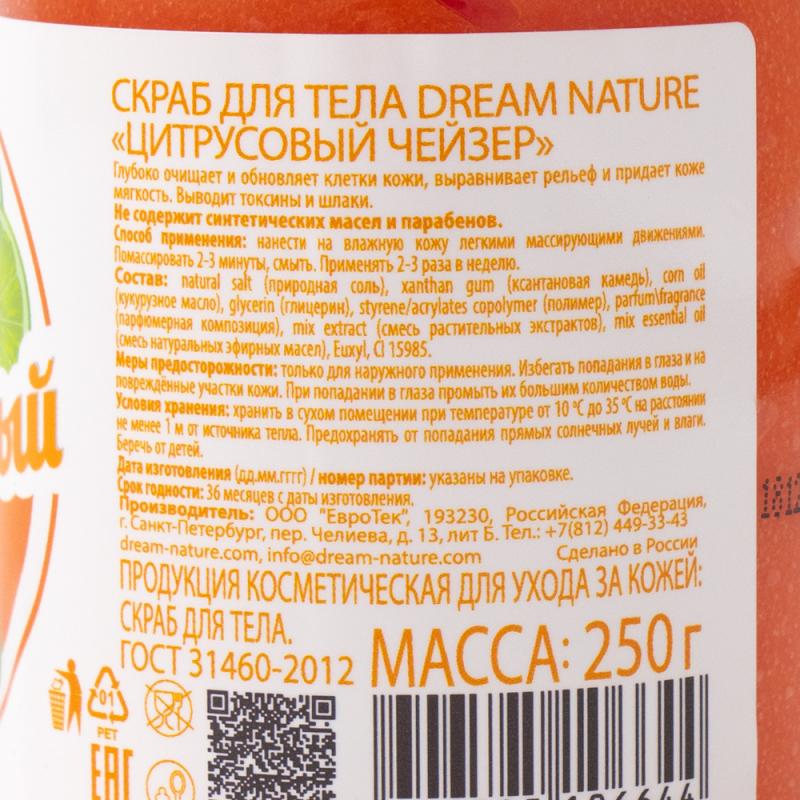 СКРАБ ДЛЯ ТЕЛА DREAM NATURE
«ЦИТРУСОВЫЙ ЧЕЙЗЕР»
Глубоко очищает и обновляет клетки кожи, выравнивает рельеф и придает коже
мягкость. Выводит токсины и шлаки.
Не содержит синтетических масел и парабенов.
Способ применения: нанести на влажную кожу легкими массирующими движениями.
Помассировать 2-3 минуты, смыть. Применять 2-3 раза в неделю.
Состав: natural salt (природная соль), xanthan gum (ксантановая камедь), corn oil
(кукурузное масло), glycerin (глицерин), styrene/acrylates copolymer (полимер), parfum\fragrance
(парфюмерная композиция), mix extract (смесь растительных экстрактов), mix essential oil
(смесь натуральных эфирных масел), Euxyl, CI 15985.
Меры предосторожности: только для наружного применения. Избегать попадания в глаза и на
повреждённые участки кожи. При попадании в глаза промыть их большим количеством воды.
Условия хранения: хранить в сухом помещении при температуре от 10 °C до 35 °C на расстоянии
не менее 1 м от источника тепла. Предохранять от попадания прямых солнечных лучей и влаги.
Беречь от детей.
Дата изготовления (дд.мм.гггг) / номер партии: указаны на упаковке.
Срок годности: 36 месяцев с даты изготовления.
Производитель: ООО "ЕвроТек", 193230, Российская Федерация,
г. Санкт-Петербург, пер. Челиева, д. 13, лит Б. Тел.: +7(812) 449-33-43
dream-nature.com, info@dream-nature.com Сделано в России
ПРОДУКЦИЯ КОСМЕТИЧЕСКАЯ ДЛЯ УХОДА ЗА КОЖЕЙ:
СКРАБ ДЛЯ ТЕЛА.
ГОСТ 31460-2012 МАССА: 250 г
01
PET
EAC
ый
1812